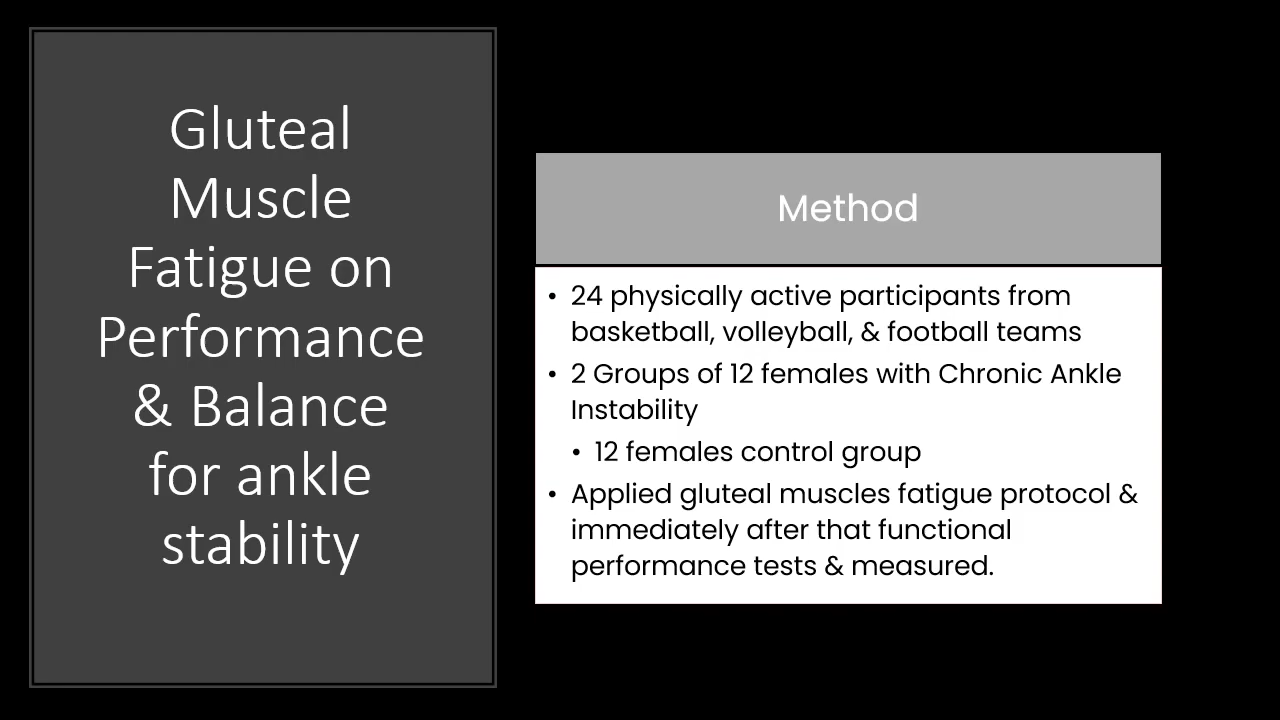 Gluteal
Muscle
Fatigue on
Performance
& Balance
for ankle
stability
Method
• 24 physically active participants from
basketball, volleyball, & football teams
• 2 Groups of 12 females with Chronic Ankle
Instability
• 12 females control group
• Applied gluteal muscles fatigue protocol &
immediately after that functional
performance tests & measured.